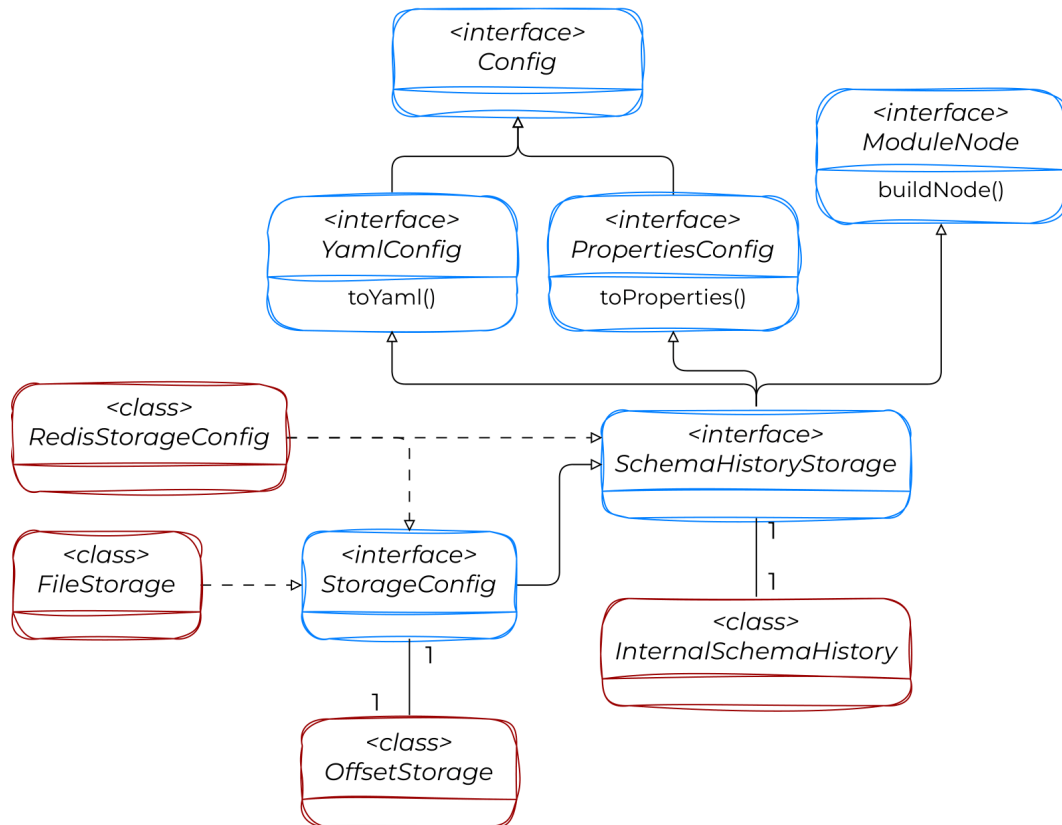 <interface>
Config
<interface>
ModuleNode
buildNode()
<interface>
YamlConfig
toYaml()
<interface>
PropertiesConfig
toProperties()
<class>
RedisStorageConfig
<interface>
SchemaHistoryStorage
1
1
<class>
FileStorage
<interface>
StorageConfig
1
1
<class>
InternalSchemaHistory
<class>
OffsetStorage